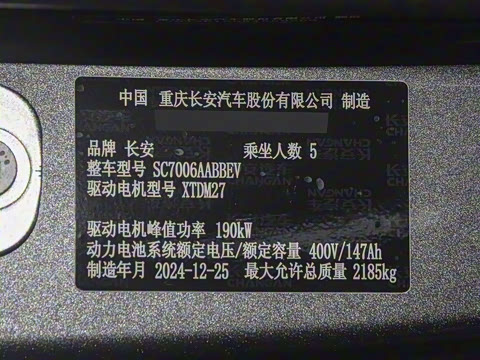 中国 重庆长安汽车股份有限公司 制造
品牌 长安 乘坐人数 5
整车型号 SC7006AABBEV
驱动电机型号 XTDM27
驱动电机峰值功率 190kW
动力电池系统额定电压/额定容量 400V/147Ah
制造年月 2024-12-25 最大允许总质量 2185kg